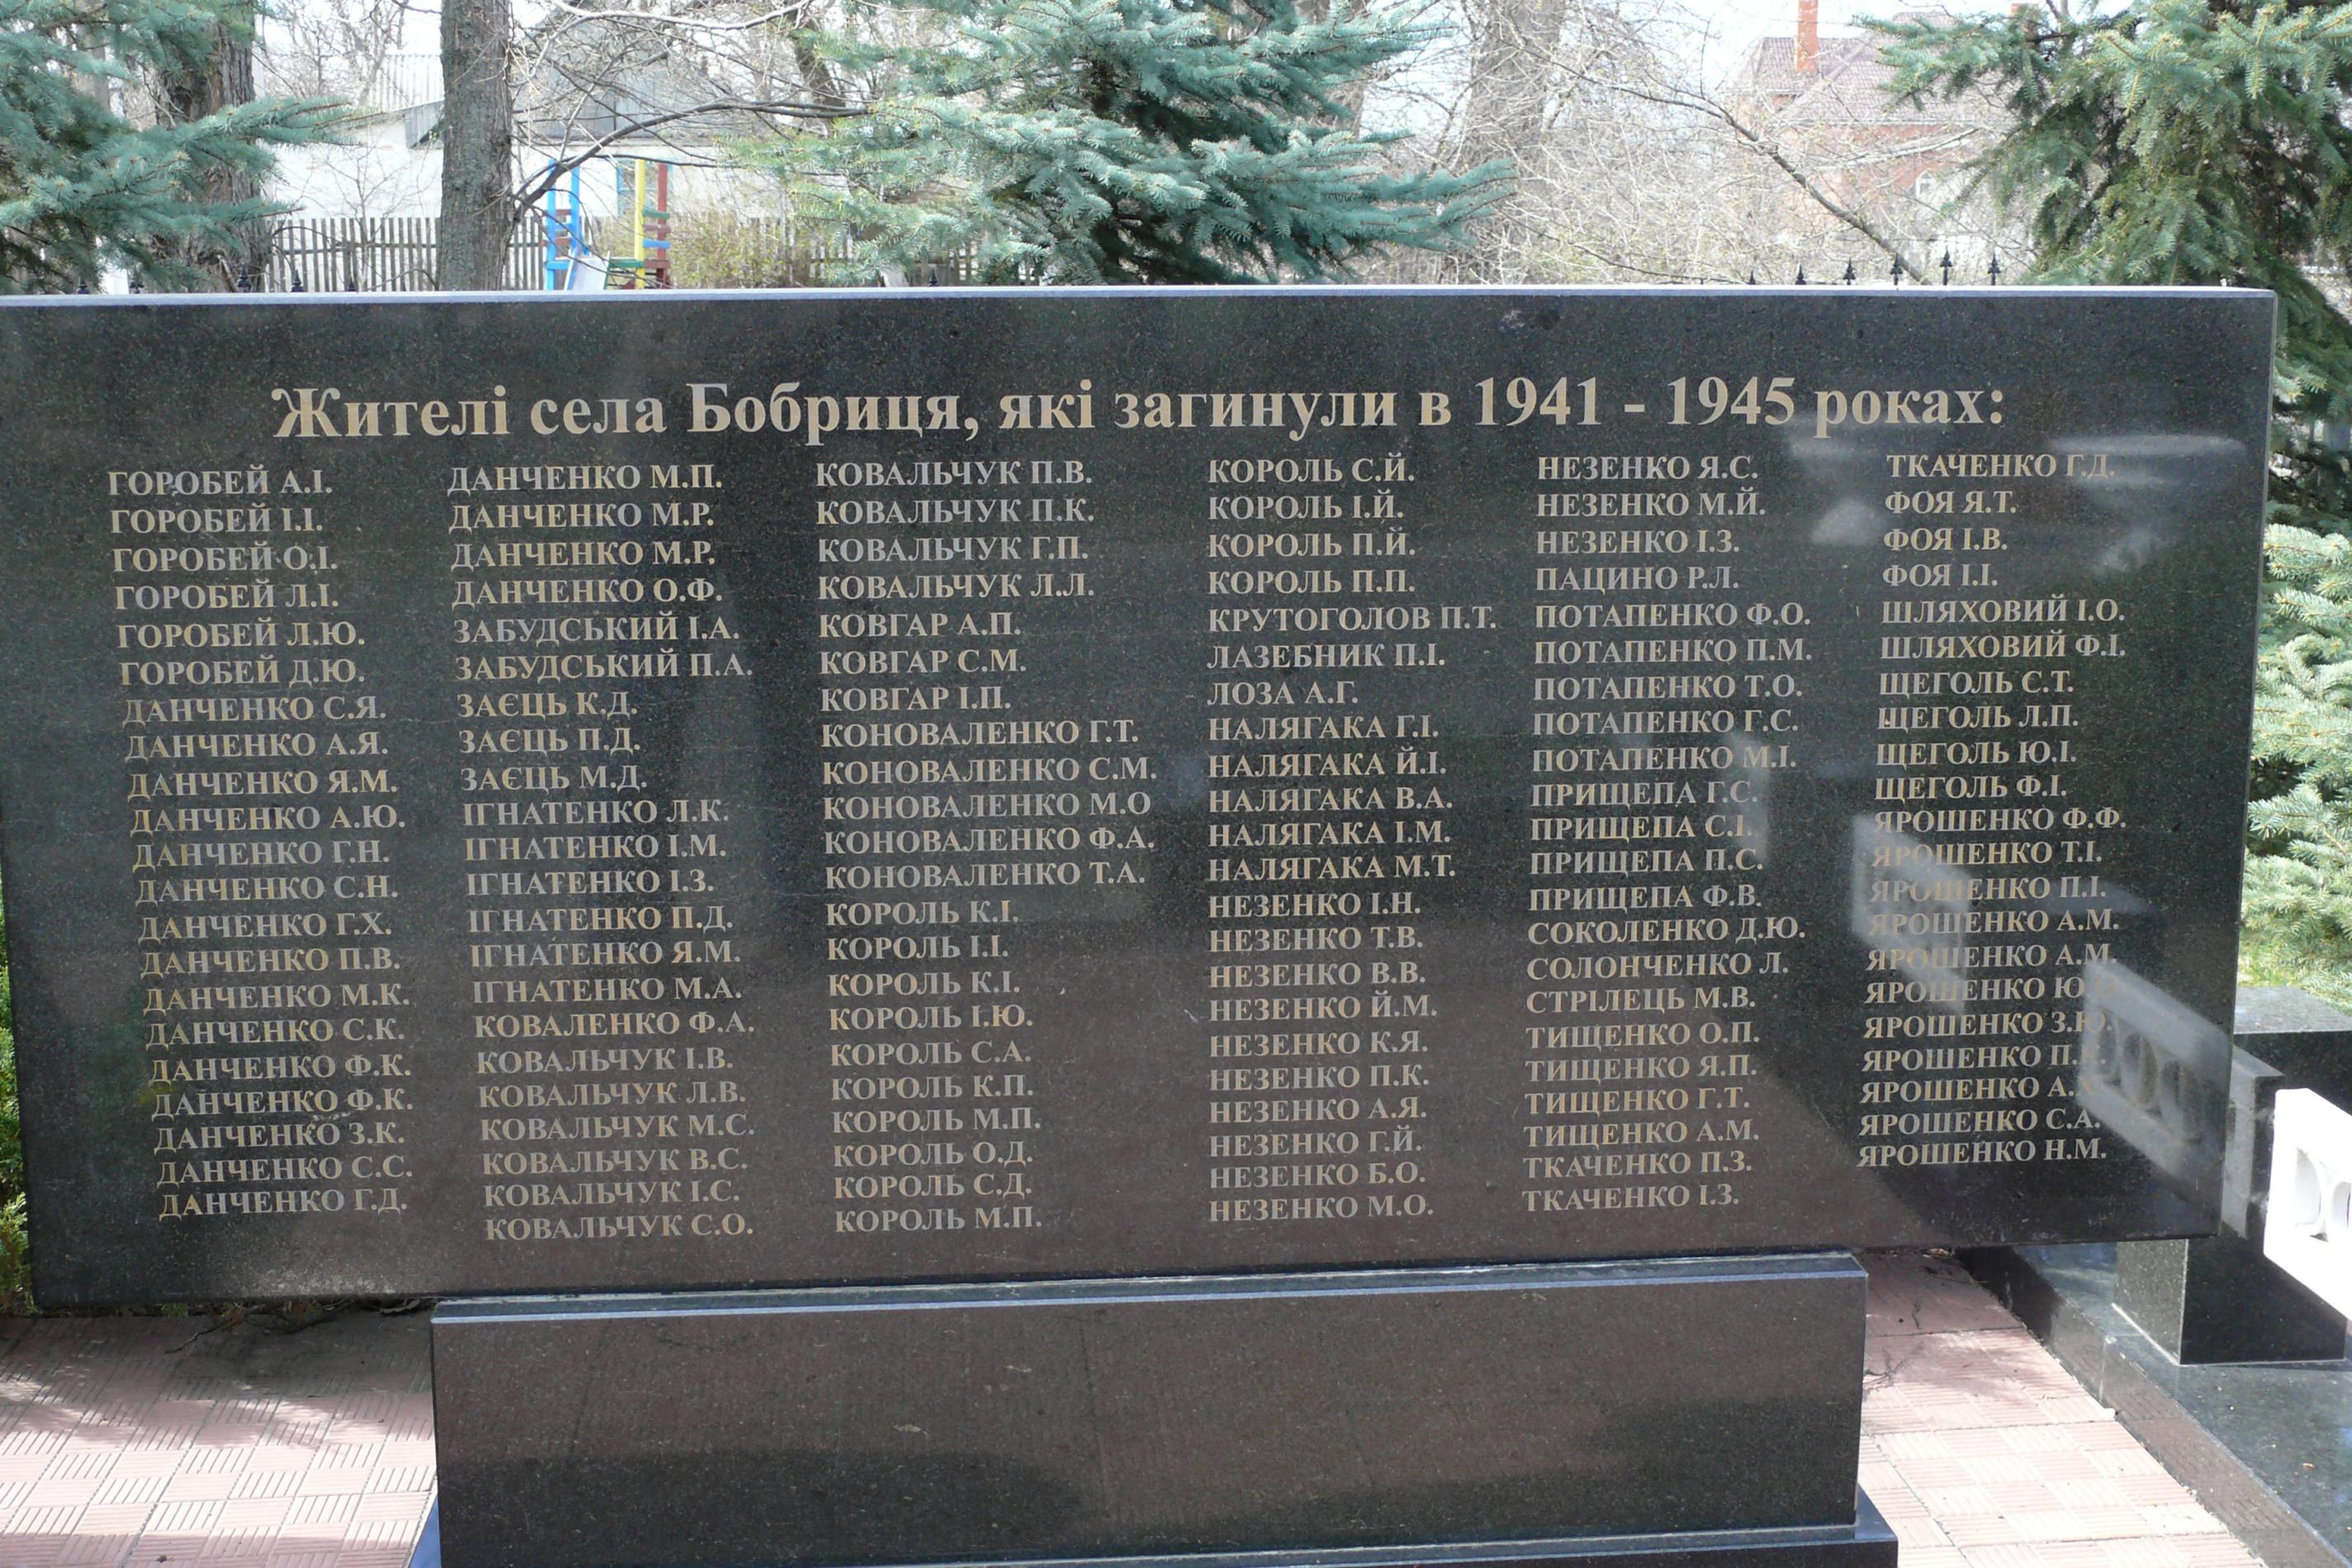 Жителі села Бобриця, які загинули в 1941 - 1945 роках:
ГОРОБЕЙ А.І.
ГОРОБЕЙ І.І.
ГОРОБЕЙ О.І.
ГОРОБЕЙ Л.І.
ГОРОБЕЙ Л.Ю.
ГОРОБЕЙ Д.Ю.
ДАНЧЕНКО С.Я.
ДАНЧЕНКО А.Я.
ДАНЧЕНКО Я.М.
ДАНЧЕНКО А.Ю.
ДАНЧЕНКО Г.Н.
ДАНЧЕНКО С.Н.
ДАНЧЕНКО Г.Х.
ДАНЧЕНКО П.В.
ДАНЧЕНКО М.К.
ДАНЧЕНКО С.К.
ДАНЧЕНКО Ф.К.
ДАНЧЕНКО Ф.К.
ДАНЧЕНКО З.К.
ДАНЧЕНКО С.С.
ДАНЧЕНКО Г.Д.
ДАНЧЕНКО М.П.
ДАНЧЕНКО М.Р.
ДАНЧЕНКО М.Р.
ДАНЧЕНКО О.Ф.
ЗАБУДСЬКИЙ І.А.
ЗАБУДСЬКИЙ П.А.
ЗАЄЦЬ К.Д.
ЗАЄЦЬ П.Д.
ЗАЄЦЬ М.Д.
ІГНАТЕНКО Л.К.
ІГНАТЕНКО І.М.
ІГНАТЕНКО І.З.
ІГНАТЕНКО П.Д.
ІГНАТЕНКО Я.М.
ІГНАТЕНКО М.А.
КОВАЛЕНКО Ф.А.
КОВАЛЬЧУК І.В.
КОВАЛЬЧУК Л.В.
КОВАЛЬЧУК М.С.
КОВАЛЬЧУК В.С.
КОВАЛЬЧУК І.С.
КОВАЛЬЧУК С.О.
КОВАЛЬЧУК П.В.
КОВАЛЬЧУК П.К.
КОВАЛЬЧУК Г.П.
КОВАЛЬЧУК Л.Л.
КОВГАР А.П.
КОВГАР С.М.
КОВГАР І.П.
КОНОВАЛЕНКО Г.Т.
КОНОВАЛЕНКО С.М.
КОНОВАЛЕНКО М.О
КОНОВАЛЕНКО Ф.А.
КОНОВАЛЕНКО Т.А.
КОРОЛЬ К.І.
КОРОЛЬ І.І.
КОРОЛЬ К.І.
КОРОЛЬ І.Ю.
КОРОЛЬ С.А.
КОРОЛЬ К.П.
КОРОЛЬ М.П.
КОРОЛЬ О.Д.
КОРОЛЬ С.Д.
КОРОЛЬ М.П.
КОРОЛЬ С.Й.
КОРОЛЬ І.Й.
КОРОЛЬ П.Й.
КОРОЛЬ П.П.
КРУТОГОЛОВ П.Т.
ЛАЗЕБНИК П.І.
ЛОЗА А.Г.
НАЛЯГАКА Г.І.
НАЛЯГАКА Й.І.
НАЛЯГАКА В.А.
НАЛЯГАКА І.М.
НАЛЯГАКА М.Т.
НЕЗЕНКО І.Н.
НЕЗЕНКО Т.В.
НЕЗЕНКО В.В.
НЕЗЕНКО Й.М.
НЕЗЕНКО К.Я.
НЕЗЕНКО П.К.
НЕЗЕНКО А.Я.
НЕЗЕНКО Г.Й.
НЕЗЕНКО Б.О.
НЕЗЕНКО М.О.
НЕЗЕНКО Я.С.
НЕЗЕНКО М.Й.
НЕЗЕНКО І.З.
ПАЦИНО Р.Л.
ПОТАПЕНКО Ф.О.
ПОТАПЕНКО П.М.
ПОТАПЕНКО Т.О.
ПОТАПЕНКО Г.С.
ПОТАПЕНКО М.І.
ПРИЩЕПА Г.С.
ПРИЩЕПА С.І.
ПРИЩЕПА П.С.
ПРИЩЕПА Ф.В.
СОКОЛЕНКО Д.Ю.
СОЛОНЧЕНКО Л.
СТРІЛЕЦЬ М.В.
ТИЩЕНКО О.П.
ТИЩЕНКО Я.П.
ТИЩЕНКО Г.Т.
ТИЩЕНКО А.М.
ТКАЧЕНКО П.З.
ТКАЧЕНКО І.З.
ТКАЧЕНКО Г.Д.
ФОЯ Я.Т.
ФОЯ І.В.
ФОЯ І.І.
ШЛЯХОВИЙ І.О.
ШЛЯХОВИЙ Ф.І.
ЩЕГОЛЬ С.Т.
ЩЕГОЛЬ Л.П.
ЩЕГОЛЬ Ю.І.
ЩЕГОЛЬ Ф.І.
ЯРОШЕНКО Ф.Ф.
ЯРОШЕНКО Т.І.
ЯРОШЕНКО П.І.
ЯРОШЕНКО А.М.
ЯРОШЕНКО А.М.
ЯРОШЕНКО
ЯРОШЕНКО З.Ю.
ЯРОШЕНКО
ЯРОШЕНКО
ЯРОШЕНКО С.А.
ЯРОШЕНКО Н.М.